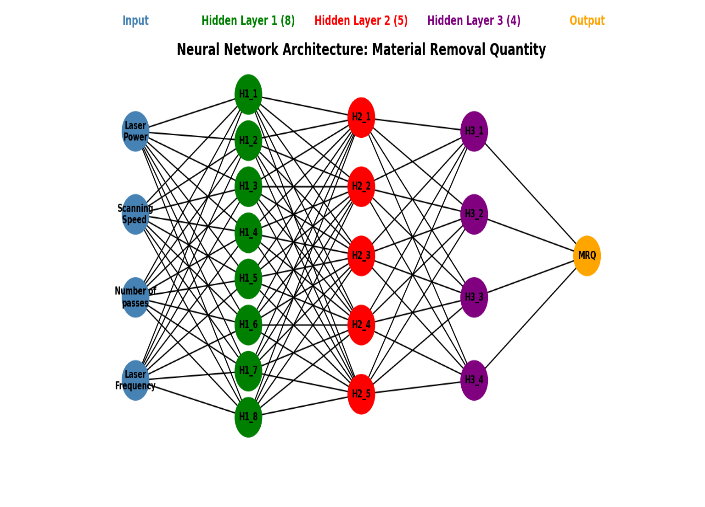 Input Hidden Layer 1 (8) Hidden Layer 2 (5) Hidden Layer 3 (4) Output
Neural Network Architecture: Material Removal Quantity
Laser
Power
Scanning
Speed
Number of
passes
Laser
Frequency
H1_1
H1_2
H1_3
H1_4
H1_5
H1_6
H1_7
H1_8
H2_1
H2_2
H2_3
H2_4
H2_5
H3_1
H3_2
H3_3
H3_4
MRQ